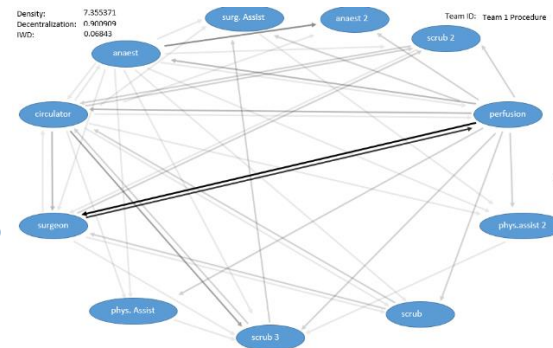 Density: 7.355371
Decentralization: 0.900909
IWD: 0.06843
Team ID: Team 1 Procedure
surg. Assist
anaest 2
scrub 2
anaest
circulator
perfusion
surgeon
phys.assist 2
phys. Assist
scrub
scrub 3